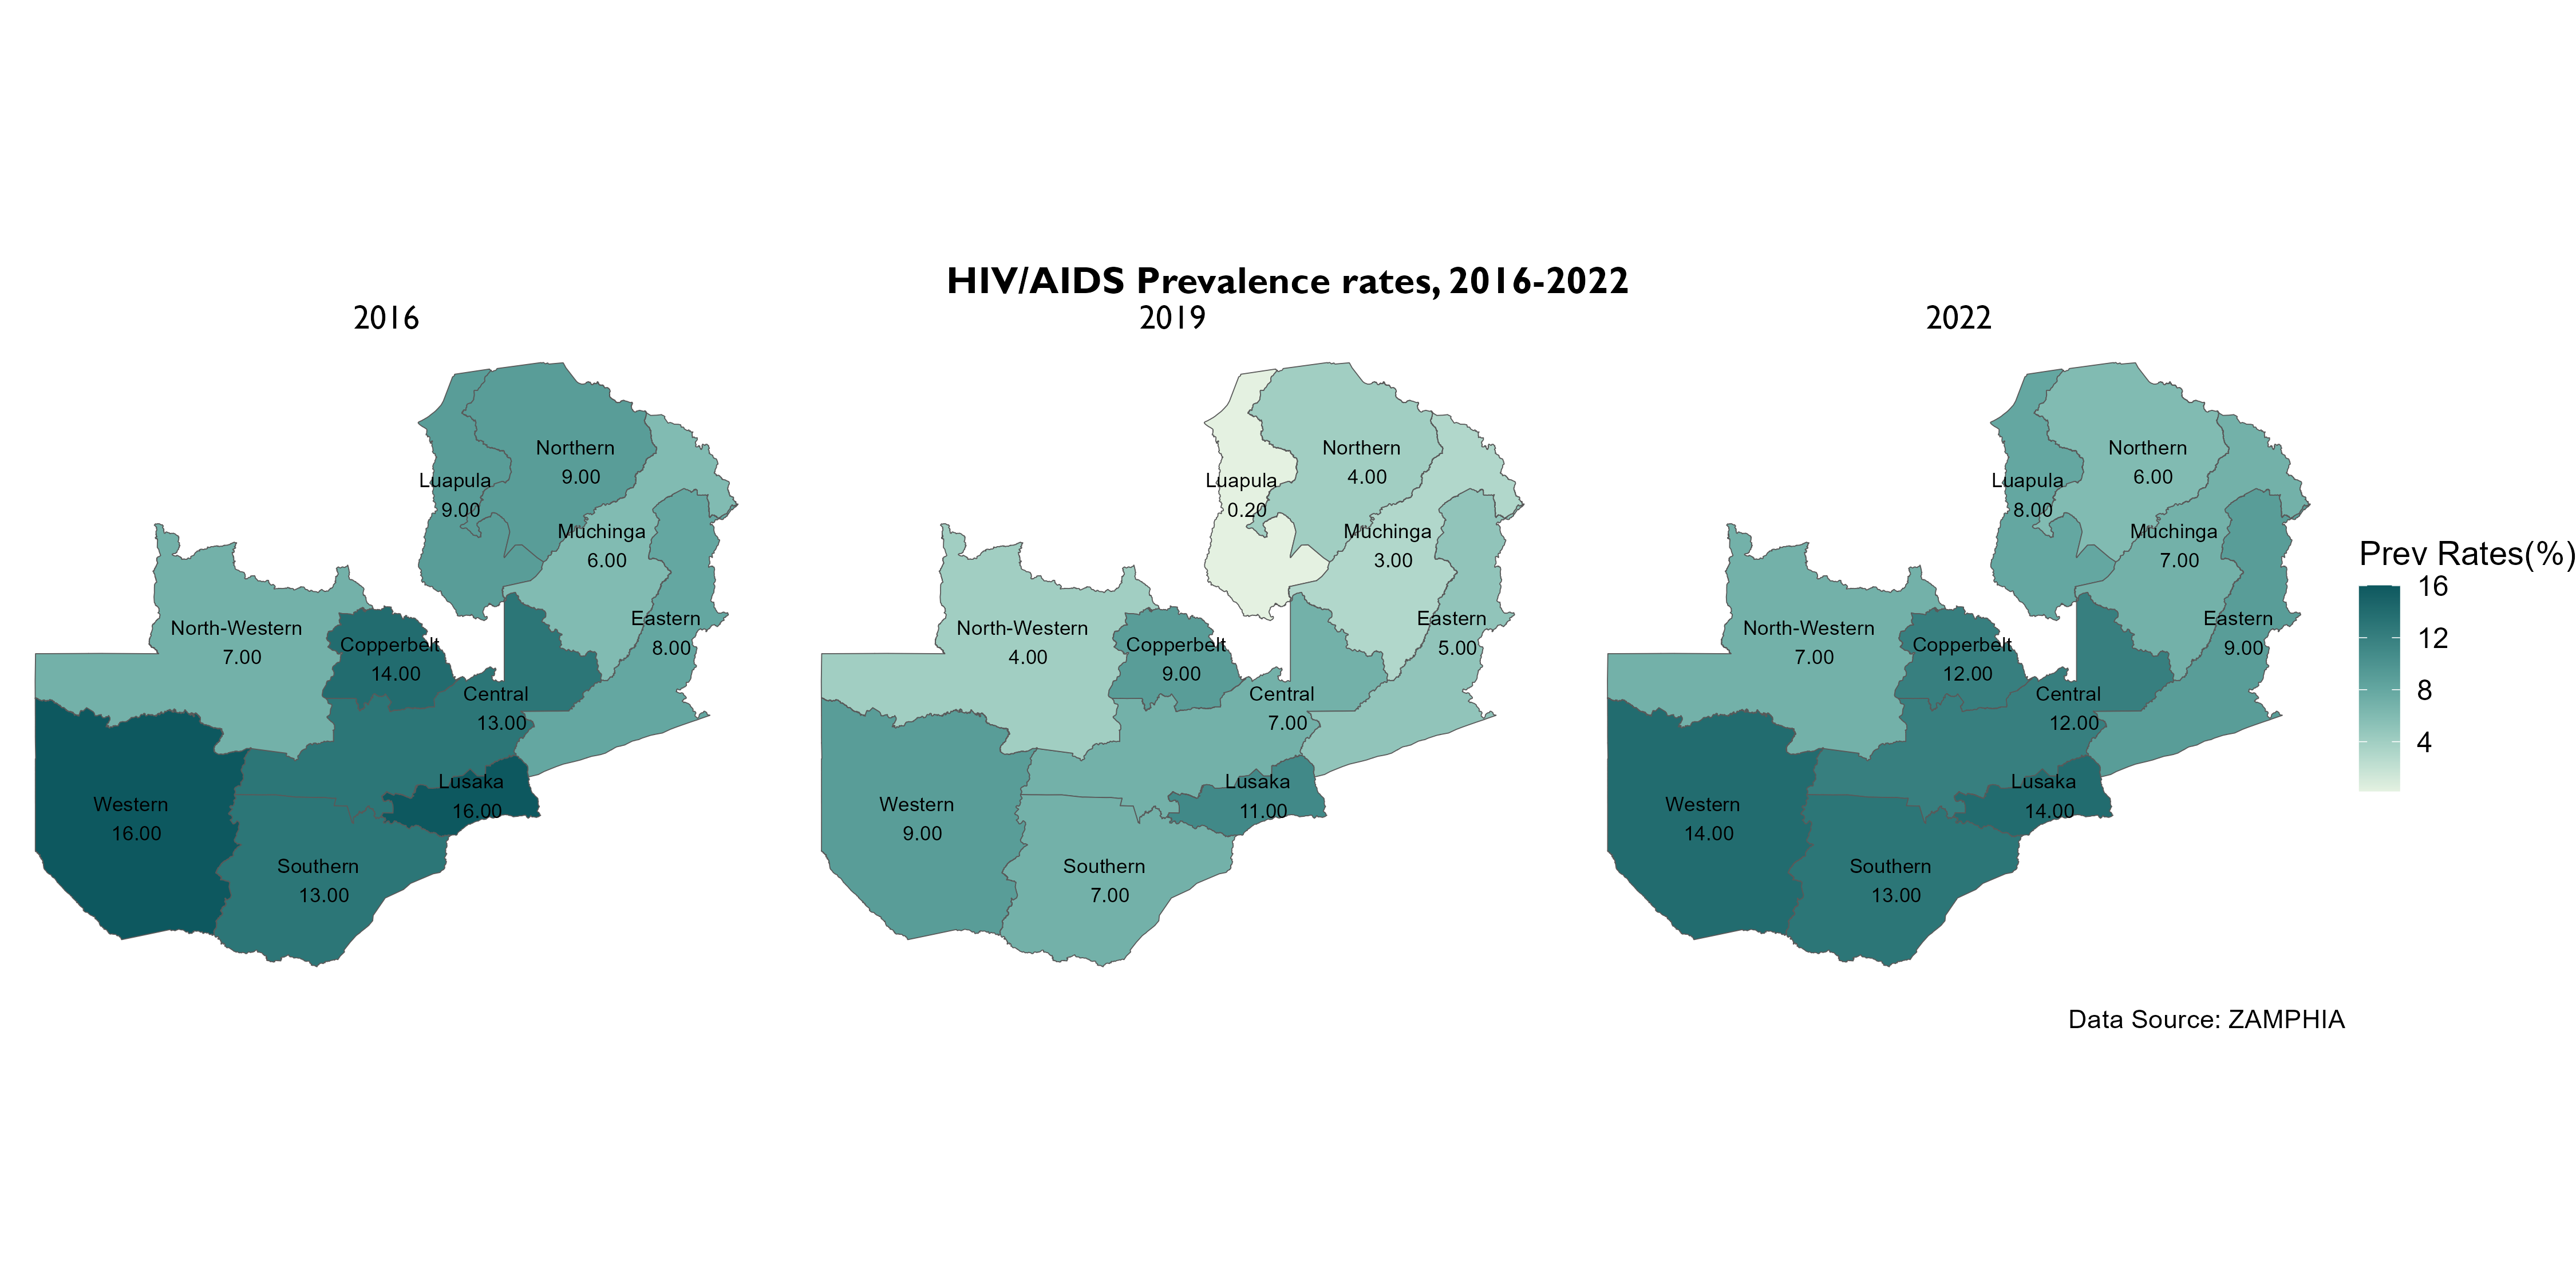 HIV/AIDS Prevalence rates, 2016-2022
2016
Northern
9.00
Luapula
9.00
Muchinga
6.00
Eastern
8.00
North-Western
7.00
Copperbelt
14.00
Central
13.00
Lusaka
16.00
Western
16.00
Southern
13.00
2019
Northern
4.00
Luapula
0.20
Muchinga
3.00
Eastern
5.00
North-Western
4.00
Copperbelt
9.00
Central
7.00
Lusaka
11.00
Western
9.00
Southern
7.00
2022
Northern
6.00
Luapula
8.00
Muchinga
7.00
Eastern
9.00
North-Western
7.00
Copperbelt
12.00
Central
12.00
Lusaka
14.00
Western
14.00
Southern
13.00
Prev Rates(%)
16
12
8
4
Data Source: ZAMPHIA